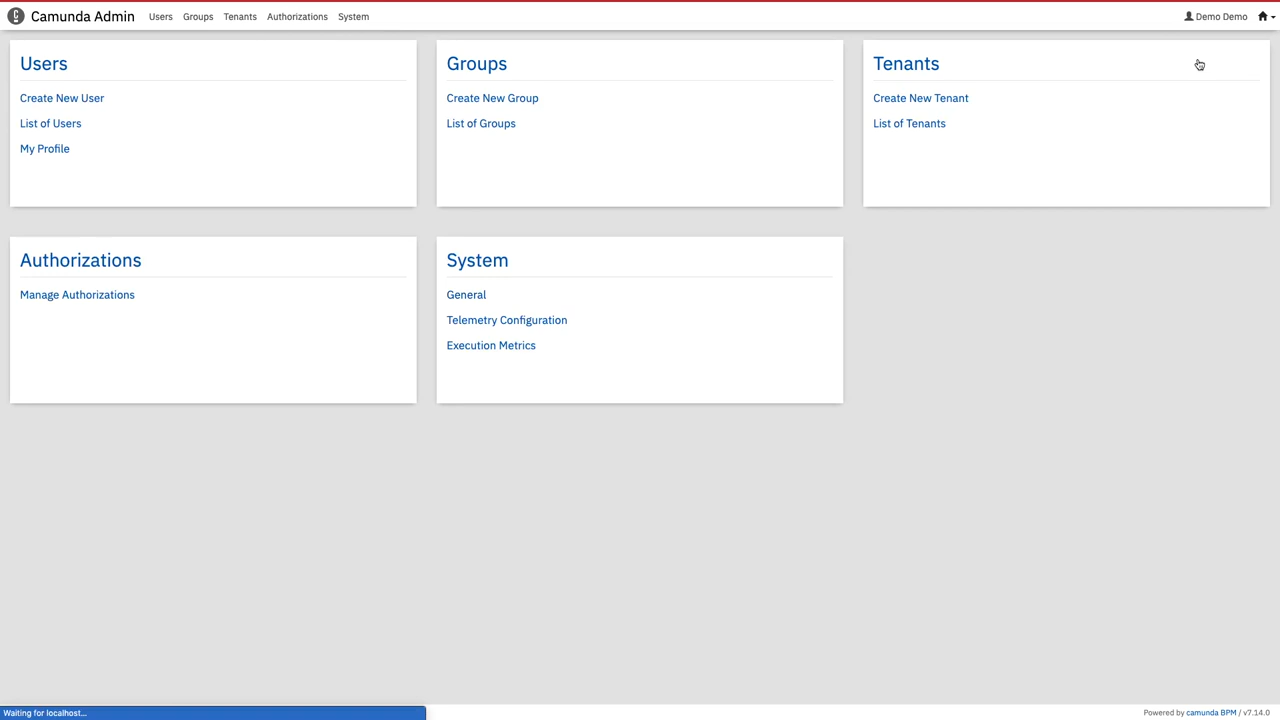 Camunda Admin Users Groups Tenants Authorizations System Demo Demo
Users
Create New User
List of Users
My Profile
Groups
Create New Group
List of Groups
Tenants
Create New Tenant
List of Tenants
Authorizations
Manage Authorizations
System
General
Telemetry Configuration
Execution Metrics
Waiting for localhost...
Powered by camunda BPM / v7.14.0